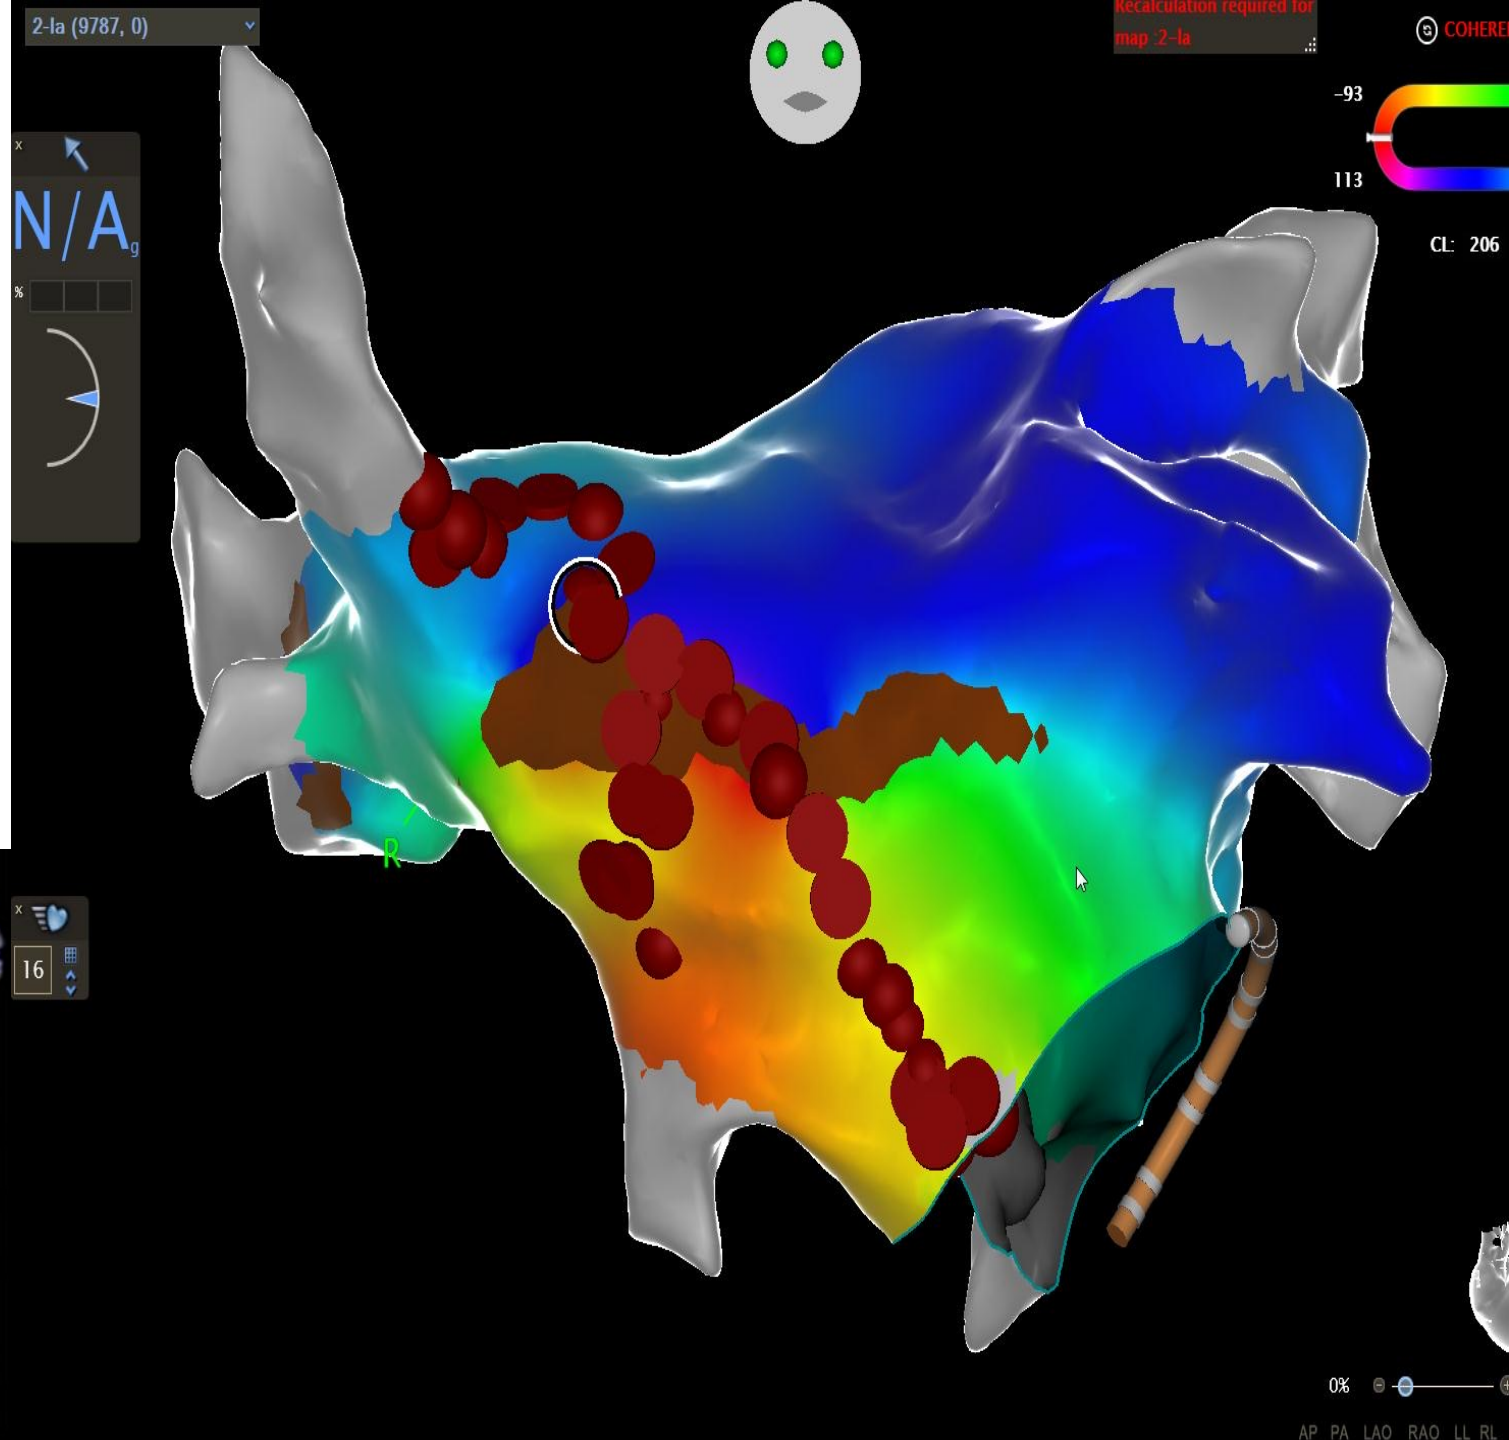 2-la (9787, 0)
Recalculation required for
map :2-la
COHERE
-93
113
CL: 206
x
N/A g
%
R
x
16
0%
AP PA LAO RAO LL RL